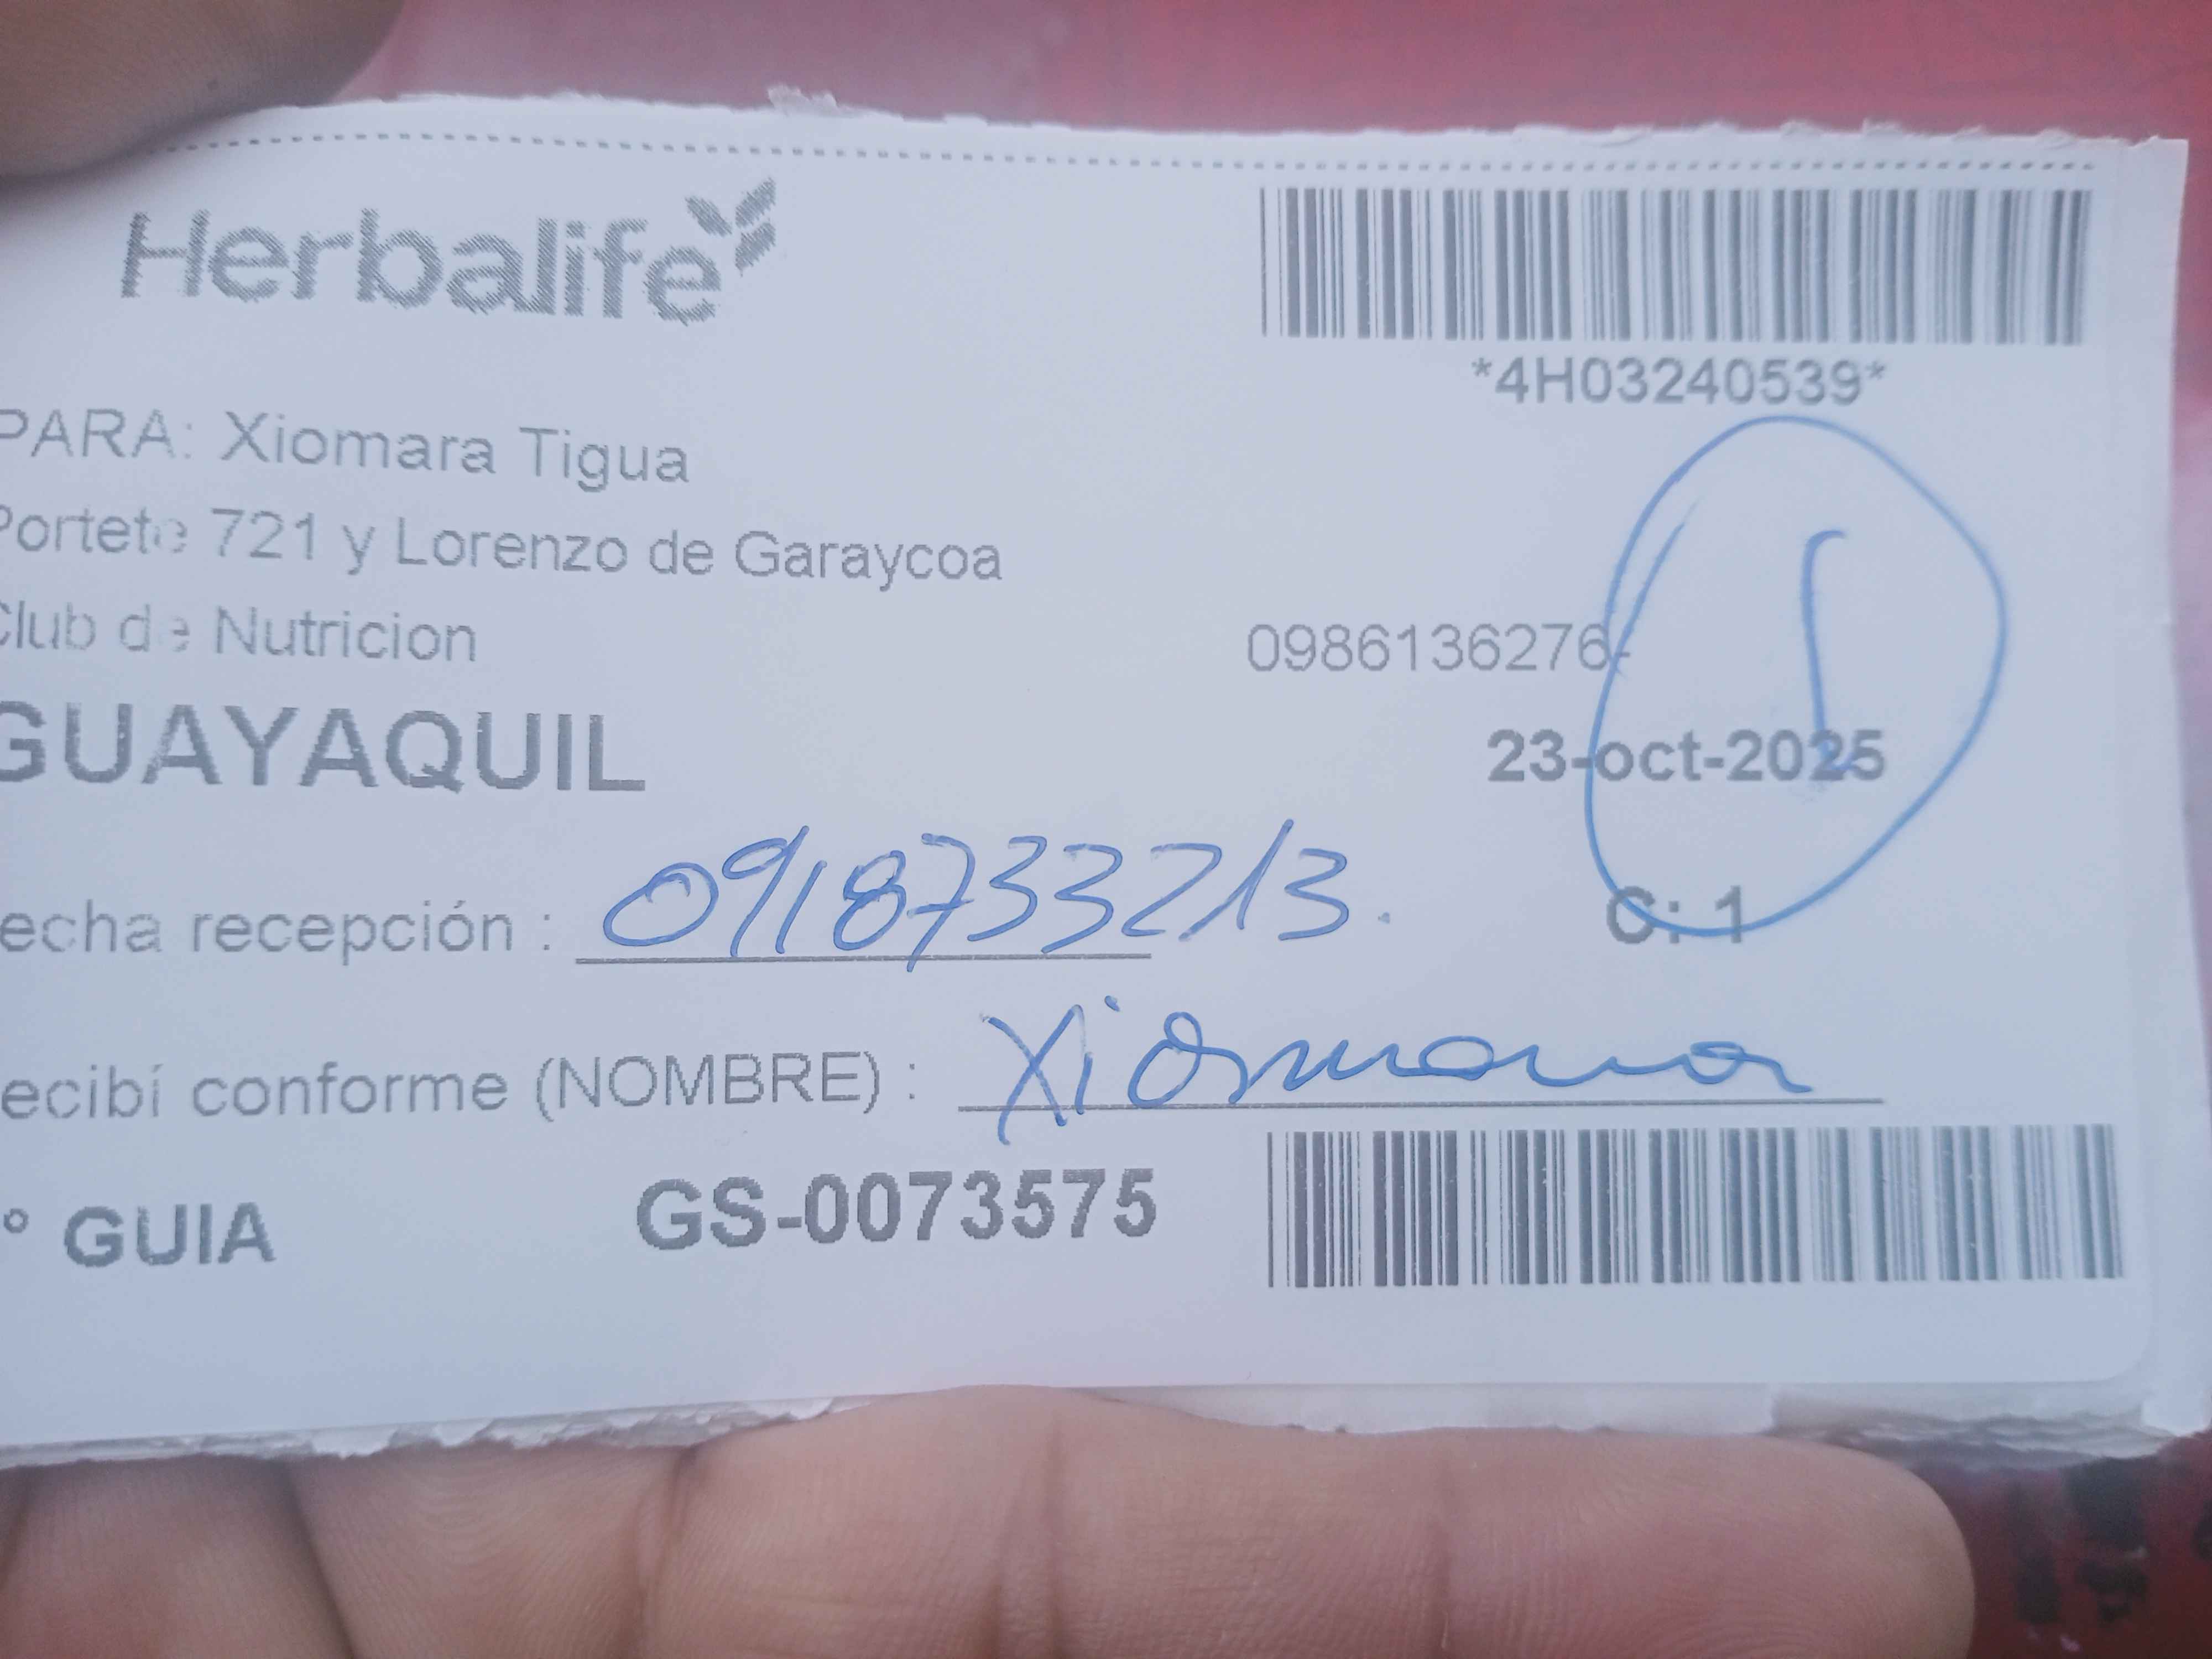 Herbalife
*4H03240539*
PARA: Xiomara Tigua
Portete 721 y Lorenzo de Garaycoa
Club de Nutricion
0986136276-
GUAYAQUIL
23-oct-2025
echa recepción : 0918733213.
C: 1
ecibí conforme (NOMBRE) : Xiomara
° GUIA GS-0073575